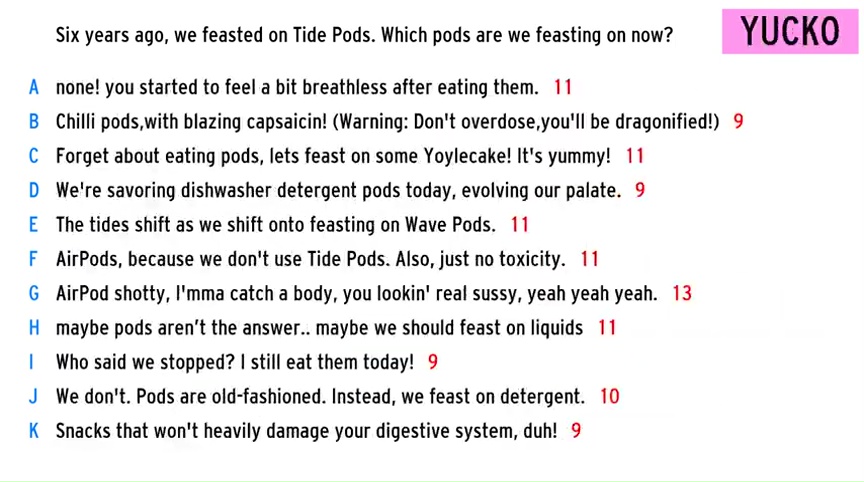 Six years ago, we feasted on Tide Pods. Which pods are we feasting on now?
YUCKO
A none! you started to feel a bit breathless after eating them. 11
B Chilli pods,with blazing capsaicin! (Warning: Don't overdose,you'll be dragonified!) 9
C Forget about eating pods, lets feast on some Yoylecake! It's yummy! 11
D We're savoring dishwasher detergent pods today, evolving our palate. 9
E The tides shift as we shift onto feasting on Wave Pods. 11
F AirPods, because we don't use Tide Pods. Also, just no toxicity. 11
G AirPod shotty, I'mma catch a body, you lookin' real sussy, yeah yeah yeah. 13
H maybe pods aren’t the answer.. maybe we should feast on liquids 11
I Who said we stopped? I still eat them today! 9
J We don't. Pods are old-fashioned. Instead, we feast on detergent. 10
K Snacks that won't heavily damage your digestive system, duh! 9